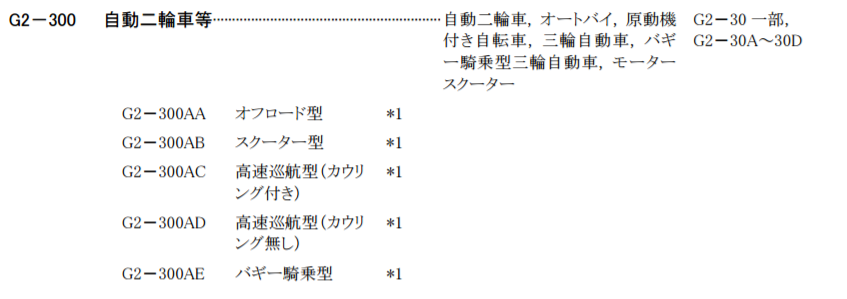 G2－300 自動二輪車等……………………………………自動二輪車，オートバイ，原動機 G2－30 一部，
付き自転車，三輪自動車，バギ G2－30A～30D
ー騎乗型三輪自動車，モーター
スクーター
G2－300AA オフロード型 *1
G2－300AB スクーター型 *1
G2－300AC 高速巡航型（カウリ *1
ング付き）
G2－300AD 高速巡航型（カウリ *1
ング無し）
G2－300AE バギー騎乗型 *1